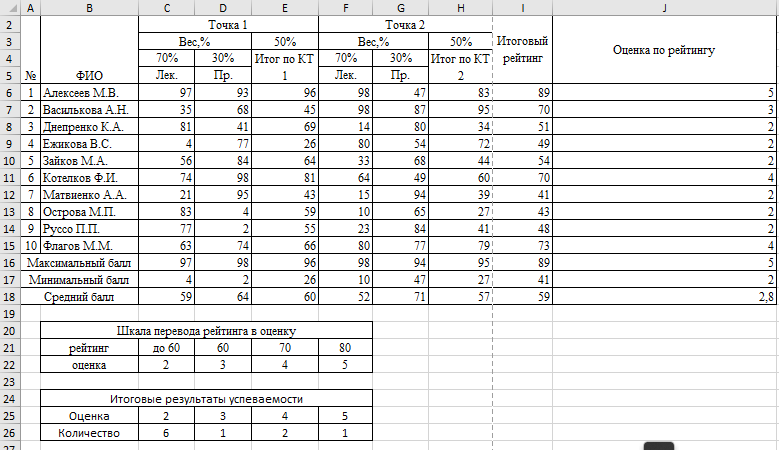 A B C D E F G H I J
2 Точка 1 Точка 2
3 Вес,% 50% Вес,% 50% Итоговый рейтинг Оценка по рейтингу
4 70% 30% Итог по КТ 1 70% 30% Итог по КТ 2
5 № ФИО Лек. Пр. Лек. Пр.
6 1 Алексеев М.В. 97 93 96 98 47 83 89 5
7 2 Василькова А.Н. 35 68 45 98 87 95 70 3
8 3 Днепренко К.А. 81 41 69 14 80 34 51 2
9 4 Ежикова В.С. 4 77 26 80 54 72 49 2
10 5 Зайков М.А. 56 84 64 33 68 44 54 2
11 6 Котелков Ф.И. 74 98 81 64 49 60 70 4
12 7 Матвиенко А.А. 21 95 43 15 94 39 41 2
13 8 Острова М.П. 83 4 59 10 65 27 43 2
14 9 Руссо П.П. 77 2 55 23 84 41 48 2
15 10 Флагов М.М. 63 74 66 80 77 79 73 4
16 Максимальный балл 97 98 96 98 94 95 89 5
17 Минимальный балл 4 2 26 10 47 27 41 2
18 Средний балл 59 64 60 52 71 57 59 2,8
19
20 Шкала перевода рейтинга в оценку
21 рейтинг до 60 60 70 80
22 оценка 2 3 4 5
23
24 Итоговые результаты успеваемости
25 Оценка 2 3 4 5
26 Количество 6 1 2 1